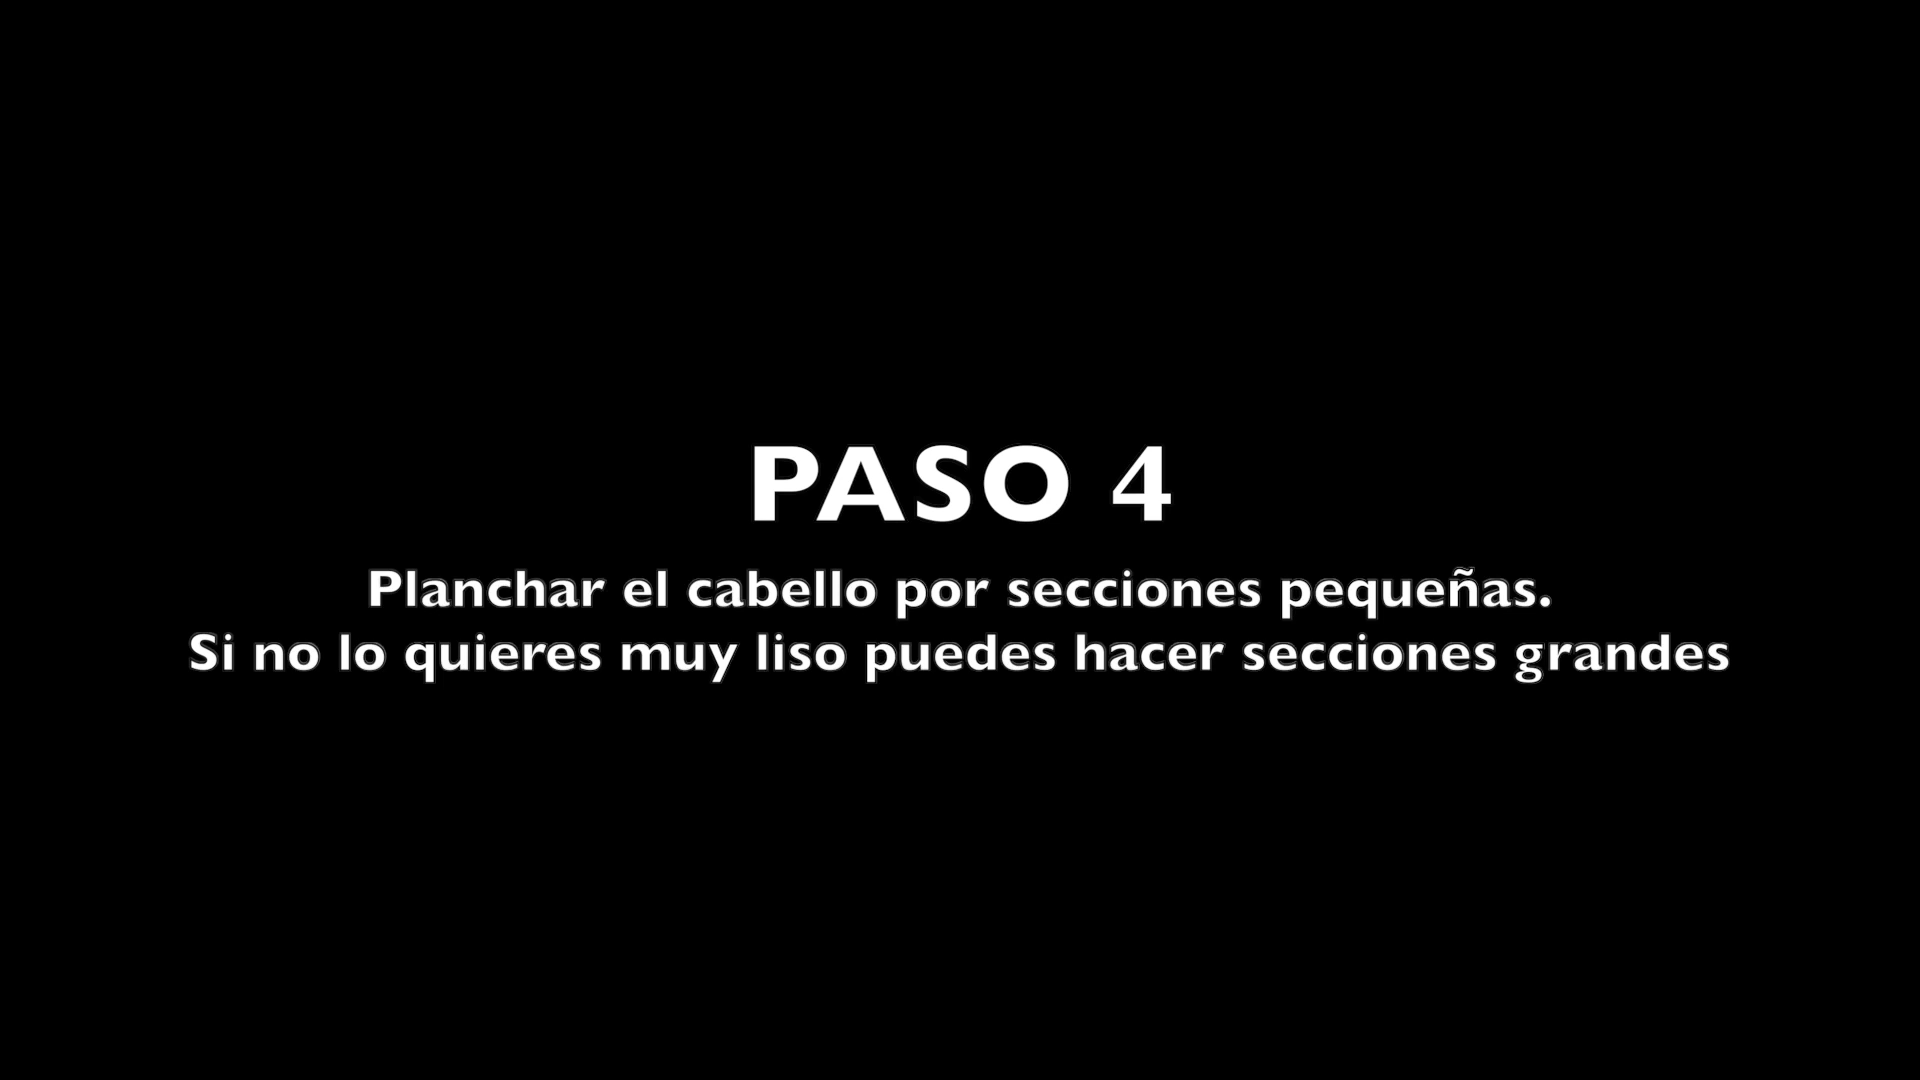 PASO 4
Planchar el cabello por secciones pequeñas.
Si no lo quieres muy liso puedes hacer secciones grandes